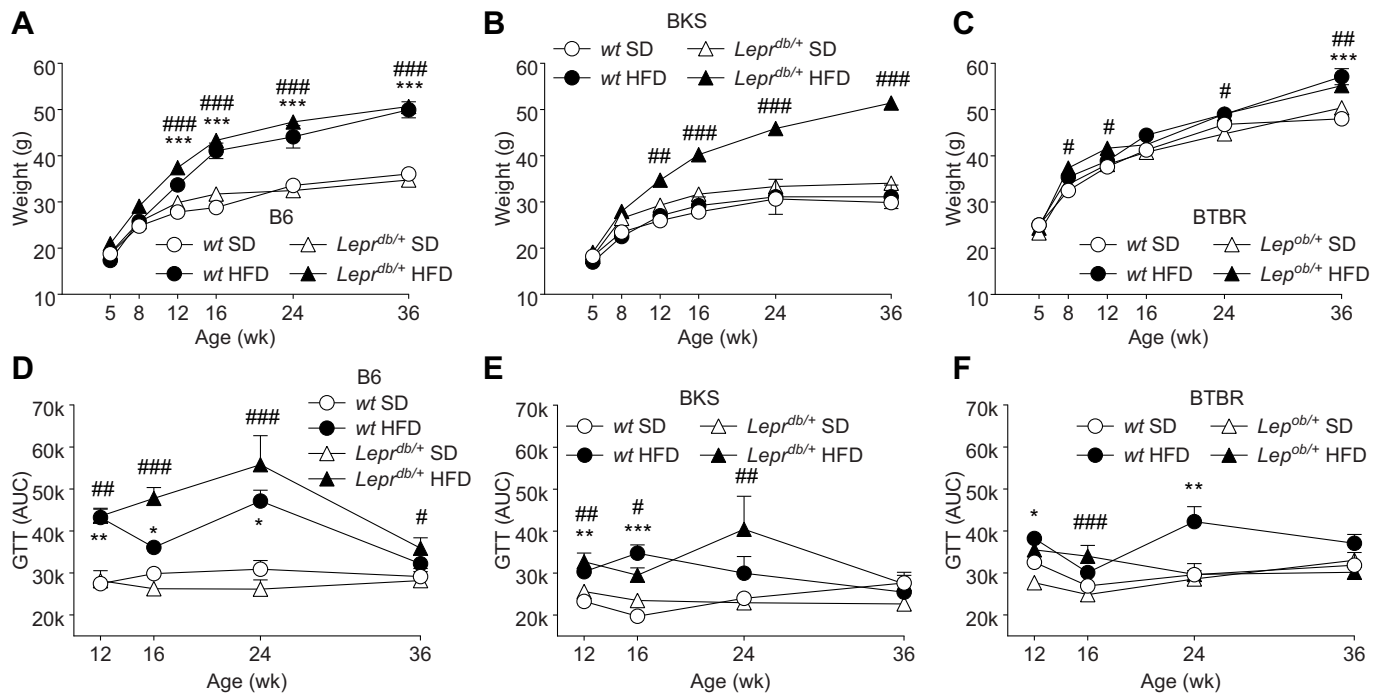 A
60
50
40
30
20
10
Weight (g)
###
***
###
***
###
***
###
***
B6
wt SD
Lepr^db/+ SD
wt HFD
Lepr^db/+ HFD
5 8 12 16 24 36
Age (wk)
B
BKS
wt SD
Lepr^db/+ SD
wt HFD
Lepr^db/+ HFD
60
50
40
30
20
10
Weight (g)
##
###
###
###
5 8 12 16 24 36
Age (wk)
C
60
50
40
30
20
10
Weight (g)
#
#
#
##
***
BTBR
wt SD
Lep^ob/+ SD
wt HFD
Lep^ob/+ HFD
5 8 12 16 24 36
Age (wk)
D
B6
wt SD
wt HFD
Lepr^db/+ SD
Lepr^db/+ HFD
70k
60k
50k
40k
30k
20k
GTT (AUC)
##
**
###
*
###
*
#
12 16 24 36
Age (wk)
E
BKS
wt SD
Lepr^db/+ SD
wt HFD
Lepr^db/+ HFD
70k
60k
50k
40k
30k
20k
GTT (AUC)
##
**
#
***
##
12 16 24 36
Age (wk)
F
BTBR
wt SD
Lep^ob/+ SD
wt HFD
Lep^ob/+ HFD
70k
60k
50k
40k
30k
20k
GTT (AUC)
*
###
**
12 16 24 36
Age (wk)